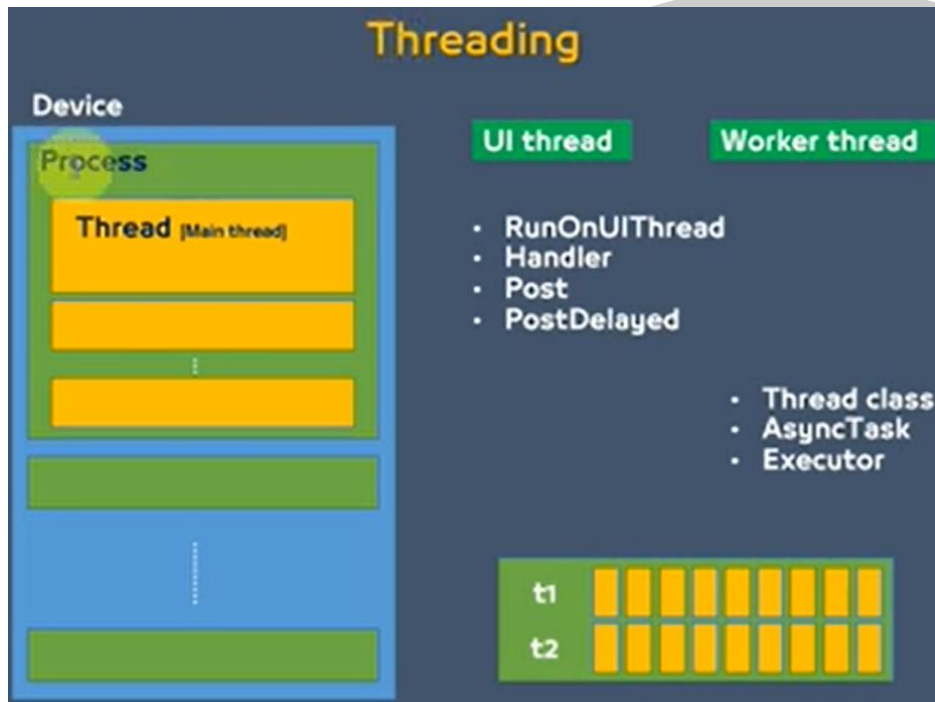 Threading
Device
Process
Thread [Main thread]
UI thread
Worker thread
• RunOnUIThread
• Handler
• Post
• PostDelayed
• Thread class
• AsyncTask
• Executor
t1
t2